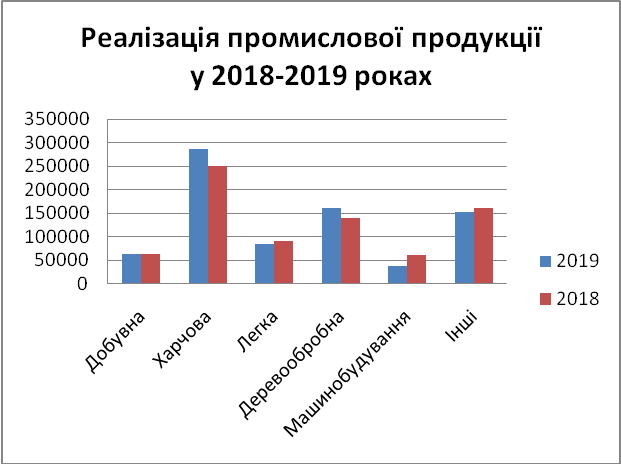 Реалізація промислової продукції
у 2018-2019 роках
350000
300000
250000
200000
150000
100000
50000
0
Добувна
Харчова
Легка
Деревообробна
Машинобудування
Інші
2019
2018